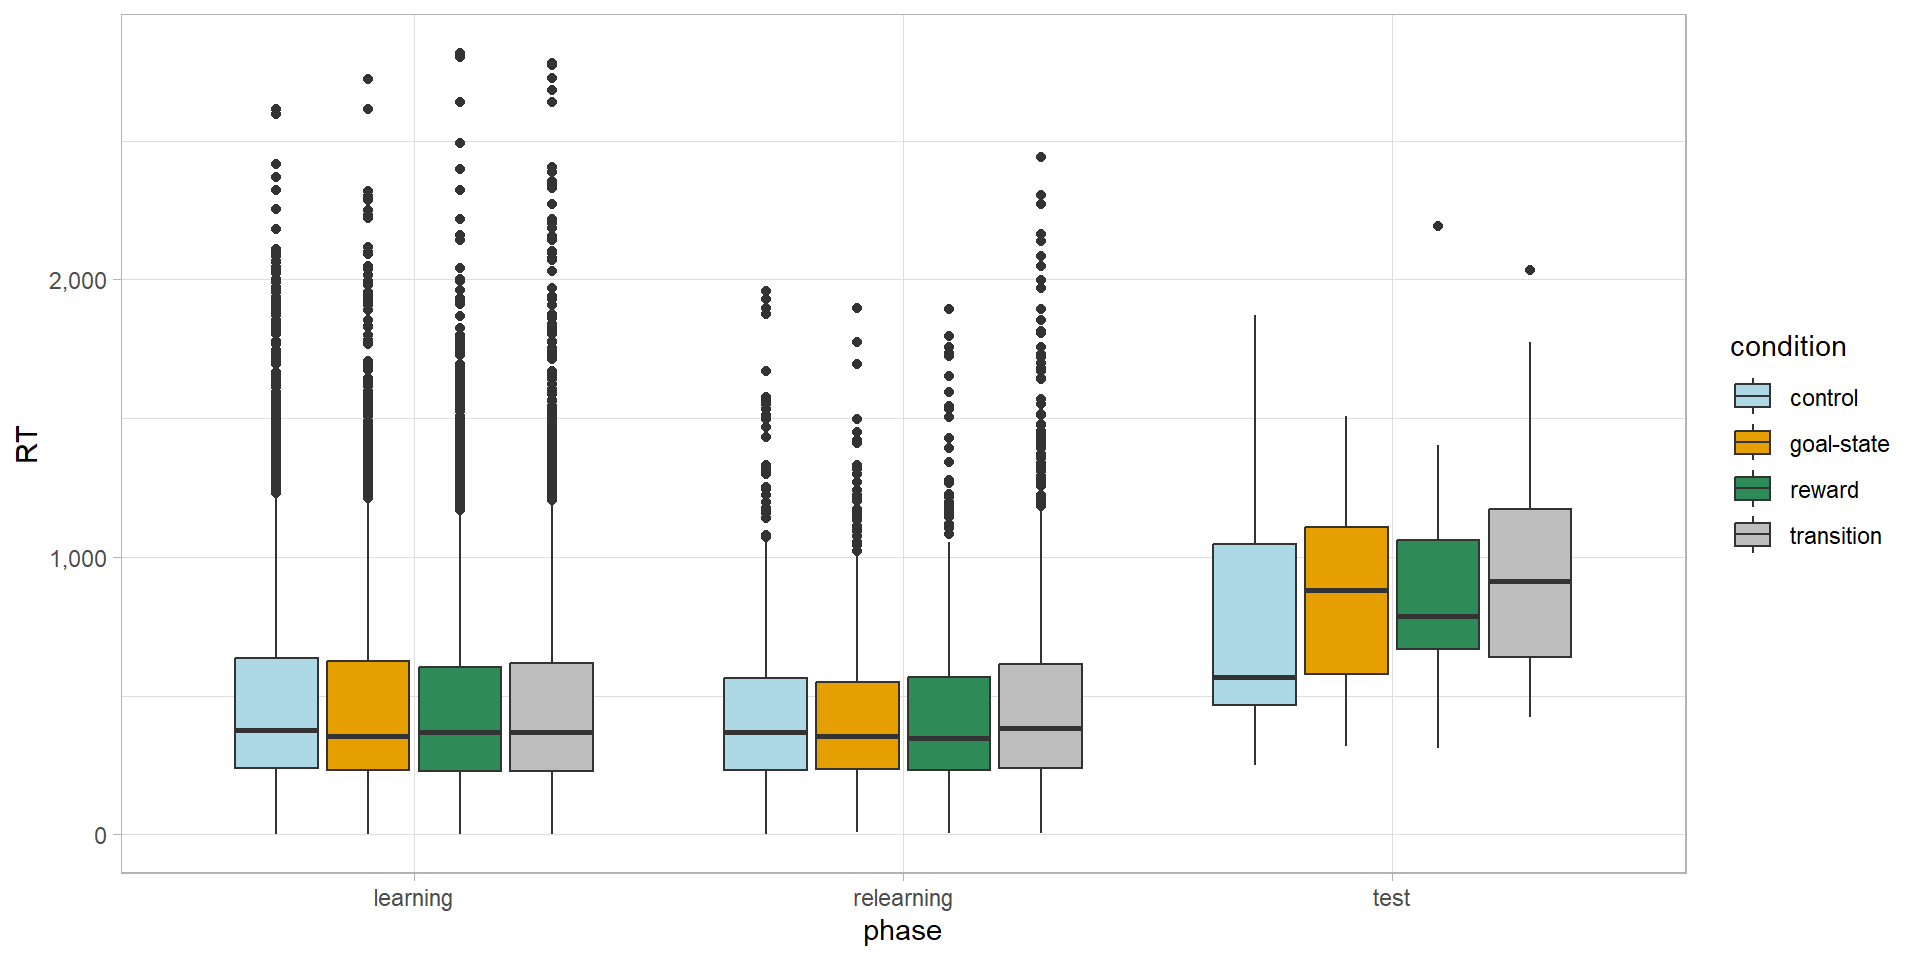 RT
2,000
1,000
0
learning
relearning
test
phase
condition
control
goal-state
reward
transition